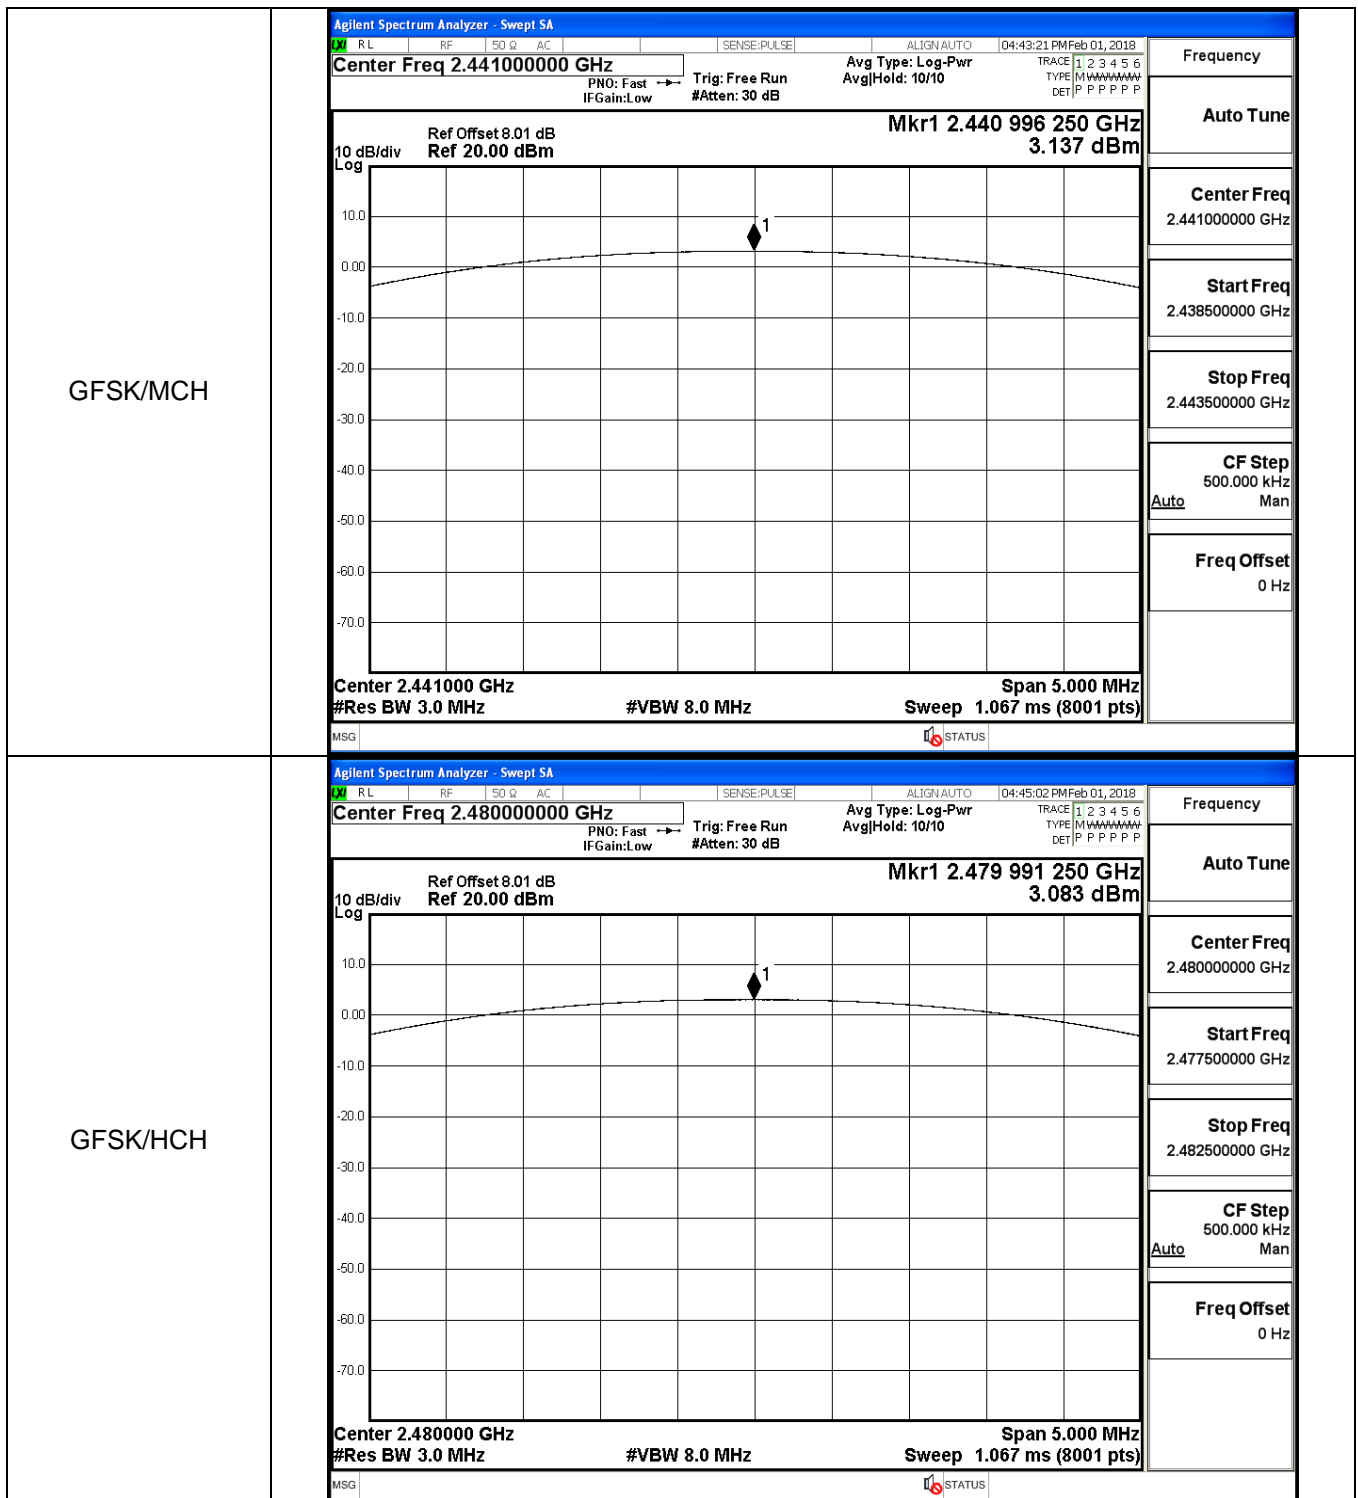 GFSK/MCH
Agilent Spectrum Analyzer - Swept SA
LXI RL RF 50 Ω AC SENSE:PULSE ALIGN AUTO 04:43:21 PM Feb 01, 2018
Center Freq 2.441000000 GHz
PNO: Fast
IFGain:Low
Trig: Free Run
#Atten: 30 dB
Avg Type: Log-Pwr
Avg|Hold: 10/10
TRACE 1 2 3 4 5 6
TYPE M WWWWW
DET P P P P P P
Frequency
Auto Tune
Mkr1 2.440 996 250 GHz
3.137 dBm
Ref Offset 8.01 dB
10 dB/div Ref 20.00 dBm
Log
10.0
0.00
-10.0
-20.0
-30.0
-40.0
-50.0
-60.0
-70.0
1
Center Freq
2.441000000 GHz
Start Freq
2.438500000 GHz
Stop Freq
2.443500000 GHz
CF Step
500.000 kHz
Auto Man
Freq Offset
0 Hz
Center 2.441000 GHz Span 5.000 MHz
#Res BW 3.0 MHz #VBW 8.0 MHz Sweep 1.067 ms (8001 pts)
MSG STATUS
GFSK/HCH
Agilent Spectrum Analyzer - Swept SA
LXI RL RF 50 Ω AC SENSE:PULSE ALIGN AUTO 04:45:02 PM Feb 01, 2018
Center Freq 2.480000000 GHz
PNO: Fast
IFGain:Low
Trig: Free Run
#Atten: 30 dB
Avg Type: Log-Pwr
Avg|Hold: 10/10
TRACE 1 2 3 4 5 6
TYPE M WWWWW
DET P P P P P P
Frequency
Auto Tune
Mkr1 2.479 991 250 GHz
3.083 dBm
Ref Offset 8.01 dB
10 dB/div Ref 20.00 dBm
Log
10.0
0.00
-10.0
-20.0
-30.0
-40.0
-50.0
-60.0
-70.0
1
Center Freq
2.480000000 GHz
Start Freq
2.477500000 GHz
Stop Freq
2.482500000 GHz
CF Step
500.000 kHz
Auto Man
Freq Offset
0 Hz
Center 2.480000 GHz Span 5.000 MHz
#Res BW 3.0 MHz #VBW 8.0 MHz Sweep 1.067 ms (8001 pts)
MSG STATUS